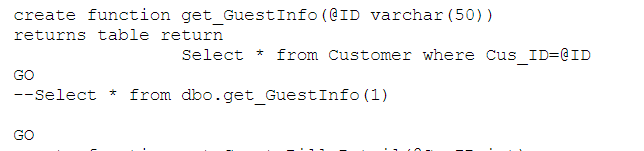 create function get_GuestInfo(@ID varchar(50))
returns table return
Select * from Customer where Cus_ID=@ID
GO
--Select * from dbo.get_GuestInfo(1)
GO